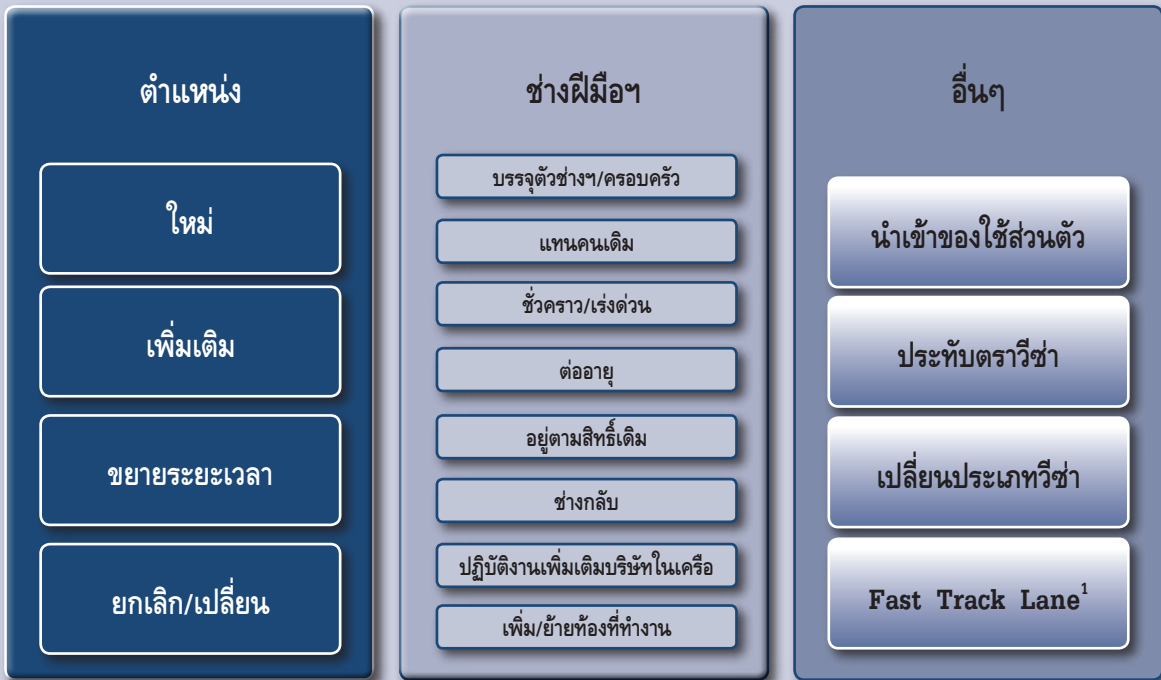 ตำแหน่ง
ใหม่
เพิ่มเติม
ขยายระยะเวลา
ยกเลิก/เปลี่ยน
ช่างฝีมือฯ
บรรจุตัวช่างฯ/ครอบครัว
แทนคนเดิม
ชั่วคราว/เร่งด่วน
ต่ออายุ
อยู่ตามสิทธิ์เดิม
ช่างกลับ
ปฏิบัติงานเพิ่มเติมบริษัทในเครือ
เพิ่ม/ย้ายท้องที่ทำงาน
อื่นๆ
นำเข้าของใช้ส่วนตัว
ประทับตราวีซ่า
เปลี่ยนประเภทวีซ่า
Fast Track Lane¹